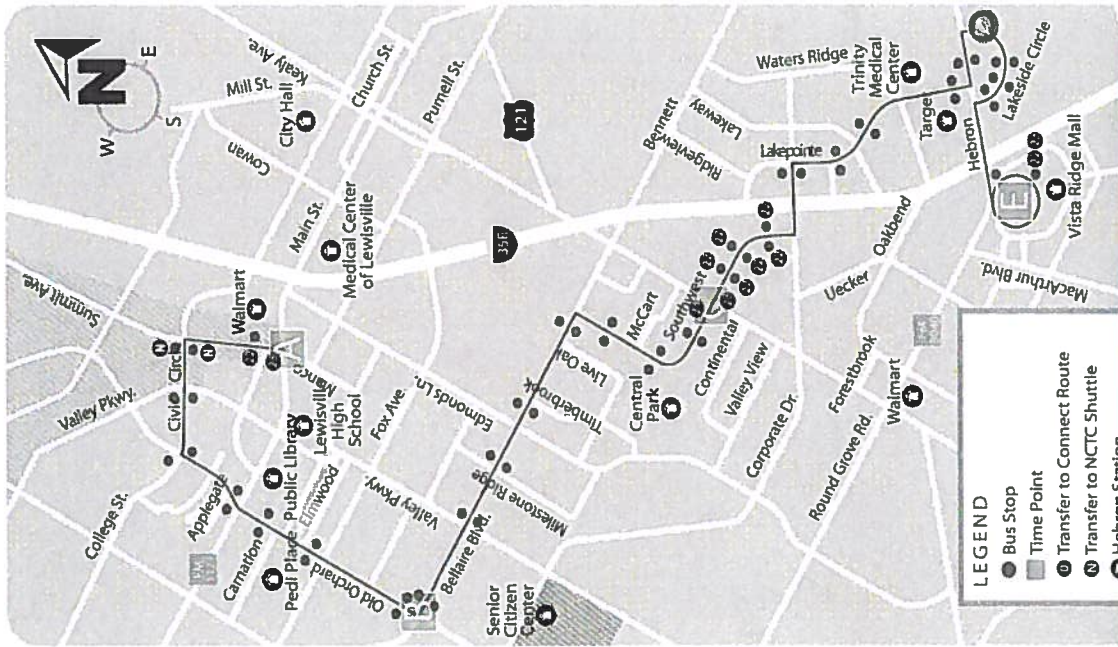 N
W
E
S
Kealy Ave.
Mill St.
City Hall
Church St.
Purnell St.
Cowan
Main St.
Medical Center
of Lewisville
121
35E
Summit Ave.
Valley Pkwy.
Civic Circle
N
N
Walmart
A
College St.
Applegate
Lewisville
High
School
Fox Ave.
Edmonds Ln.
Public Library
Elmwood
Carnation
Pedi Place
Old Orchard
Valley Pkwy.
Milestone Ridge
Bellaire Blvd.
Senior
Citizen
Center
Timberbrook
Live Oak
McCart
Southwest
Central
Park
Continental
Valley View
Corporate Dr.
Bennett
Ridgeview
Lakeway
Lakepointe
Waters Ridge
Trinity
Medical
Center
Target
Hebron
Lakeside Circle
Uecker
Oakbend
Forestbrook
Round Grove Rd.
Walmart
E
22
22
Vista Ridge Mall
MacArthur Blvd.
LEGEND
Bus Stop
Time Point
Transfer to Connect Route
N Transfer to NCTC Shuttle